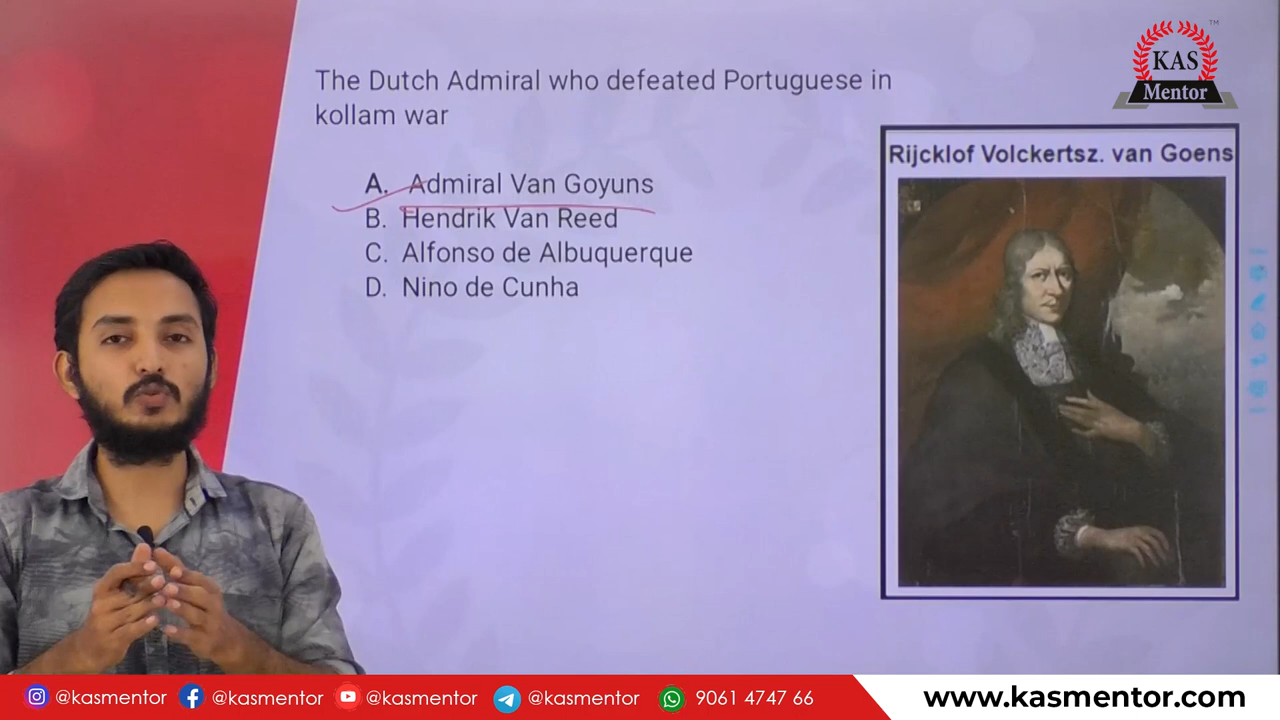 KAS
™
Mentor
The Dutch Admiral who defeated Portuguese in
kollam war
A. Admiral Van Goyuns
B. Hendrik Van Reed
C. Alfonso de Albuquerque
D. Nino de Cunha
Rijcklof Volckertsz. van Goens
@kasmentor @kasmentor @kasmentor @kasmentor 9061 4747 66
www.kasmentor.com